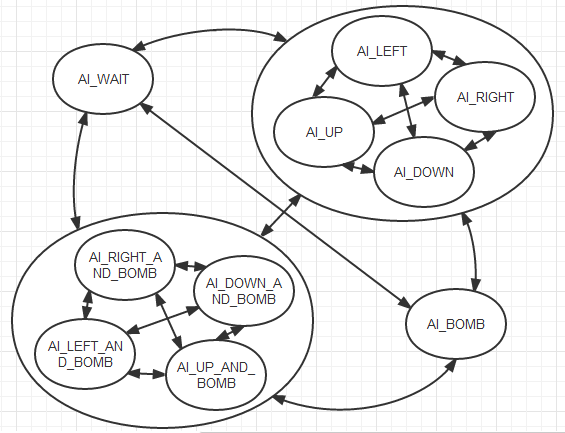 AI_LEFT
AI_WAIT
AI_RIGHT
AI_UP
AI_DOWN
AI_RIGHT_A
ND_BOMB
AI_DOWN_A
ND_BOMB
AI_BOMB
AI_LEFT_AN
D_BOMB
AI_UP_AND_
BOMB